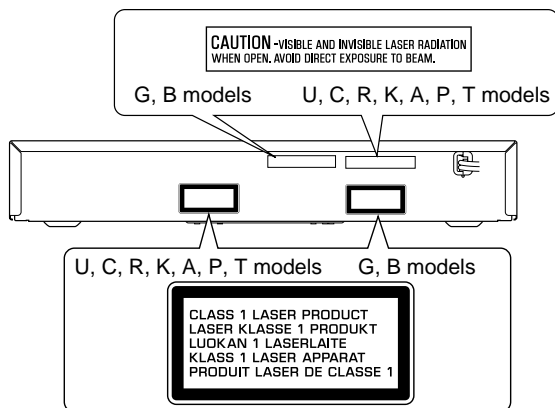 CAUTION -VISIBLE AND INVISIBLE LASER RADIATION
WHEN OPEN. AVOID DIRECT EXPOSURE TO BEAM.
G, B models
U, C, R, K, A, P, T models
U, C, R, K, A, P, T models
G, B models
CLASS 1 LASER PRODUCT
LASER KLASSE 1 PRODUKT
LUOKAN 1 LASERLAITE
KLASS 1 LASER APPARAT
PRODUIT LASER DE CLASSE 1